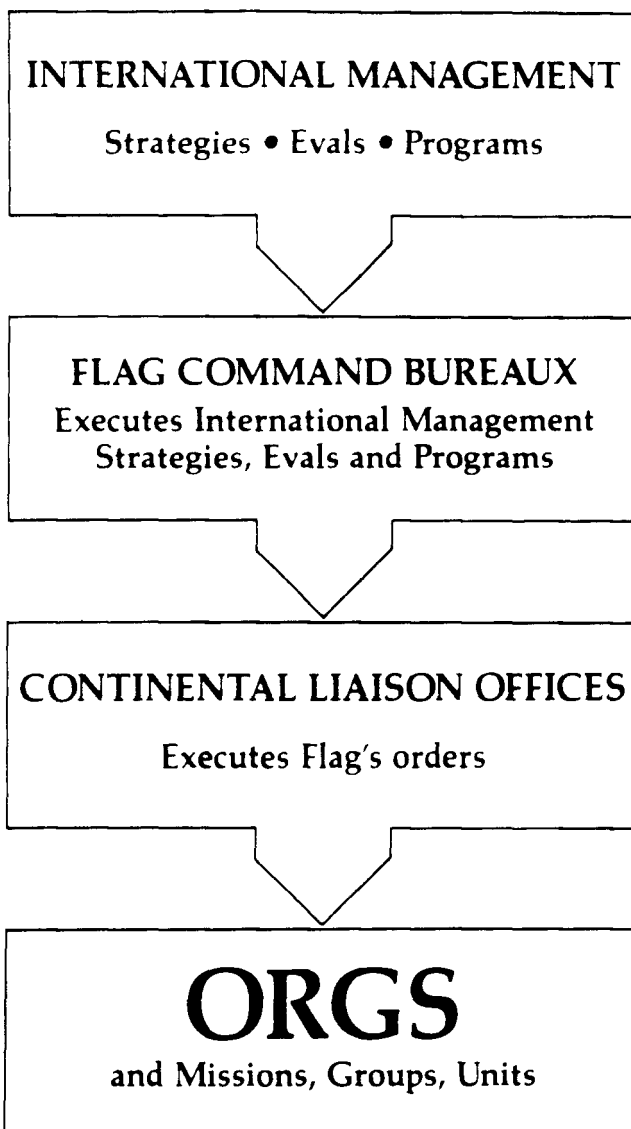 INTERNATIONAL MANAGEMENT
Strategies • Evals • Programs
FLAG COMMAND BUREAUX
Executes International Management
Strategies, Evals and Programs
CONTINENTAL LIAISON OFFICES
Executes Flag's orders
ORGS
and Missions, Groups, Units